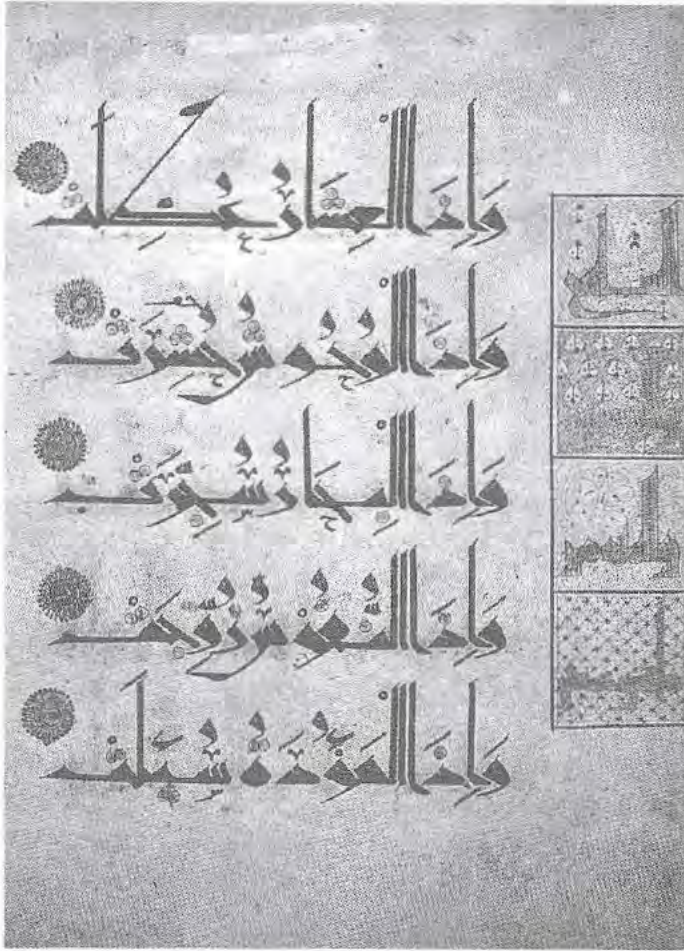 وإذا العشار عطلت
وإذا الوحوش حشرت
وإذا البحار سجرت
وإذا النفوس زوجت
وإذا الموءدة سئلت